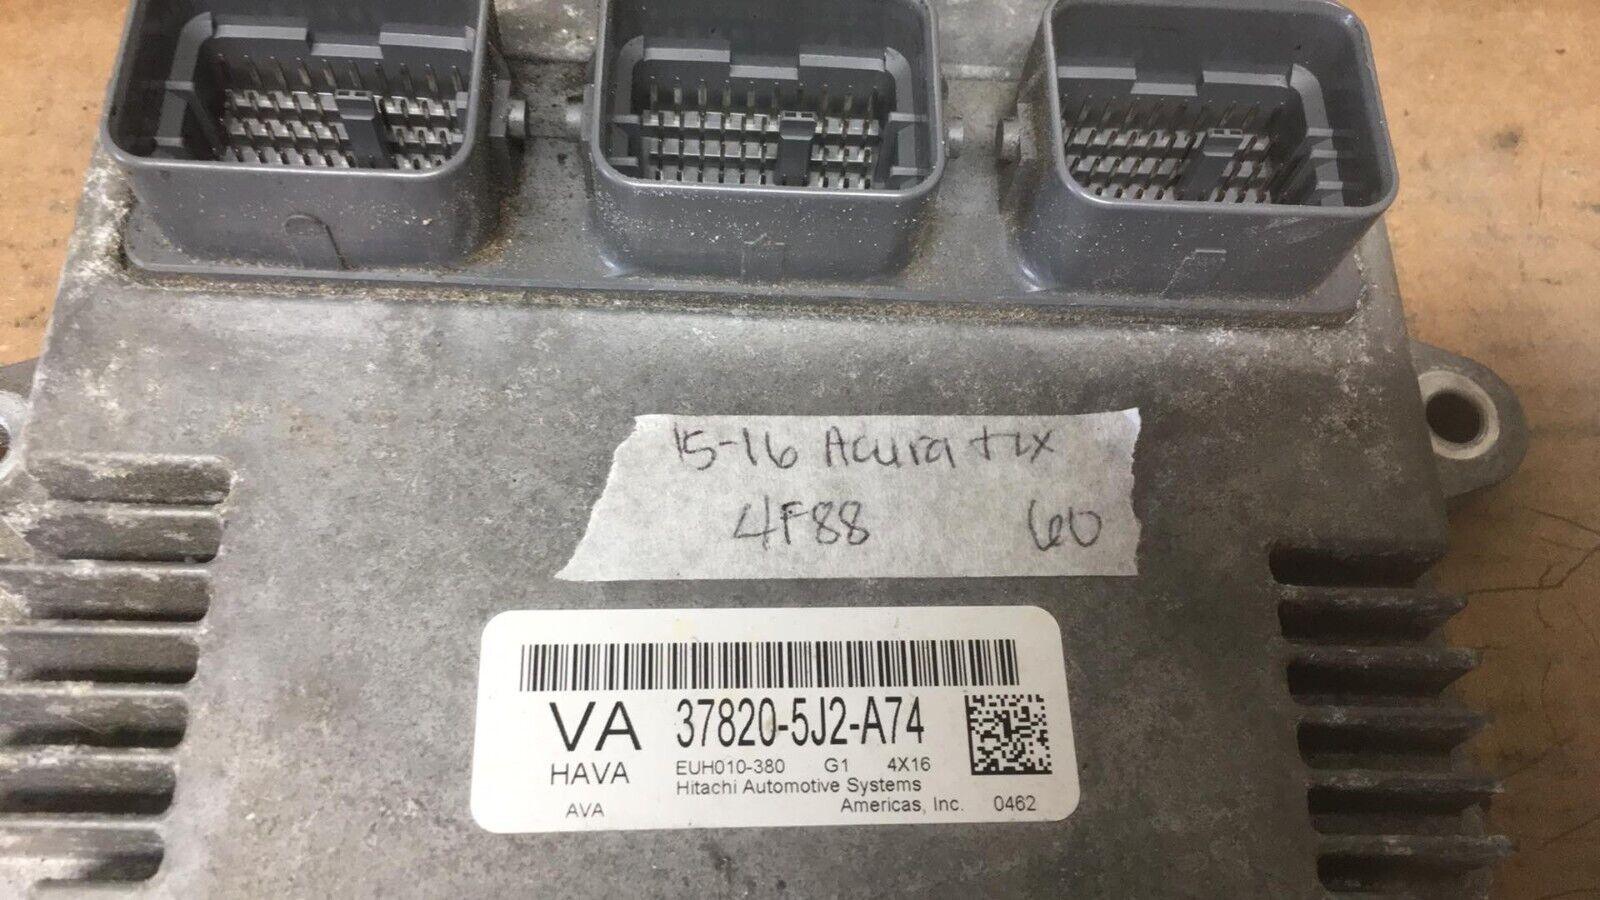 15-16 Acura TLX
4F88 60
VA 37820-5J2-A74
HAVA EUH010-380 G1 4X16
Hitachi Automotive Systems
AVA Americas, Inc. 0462